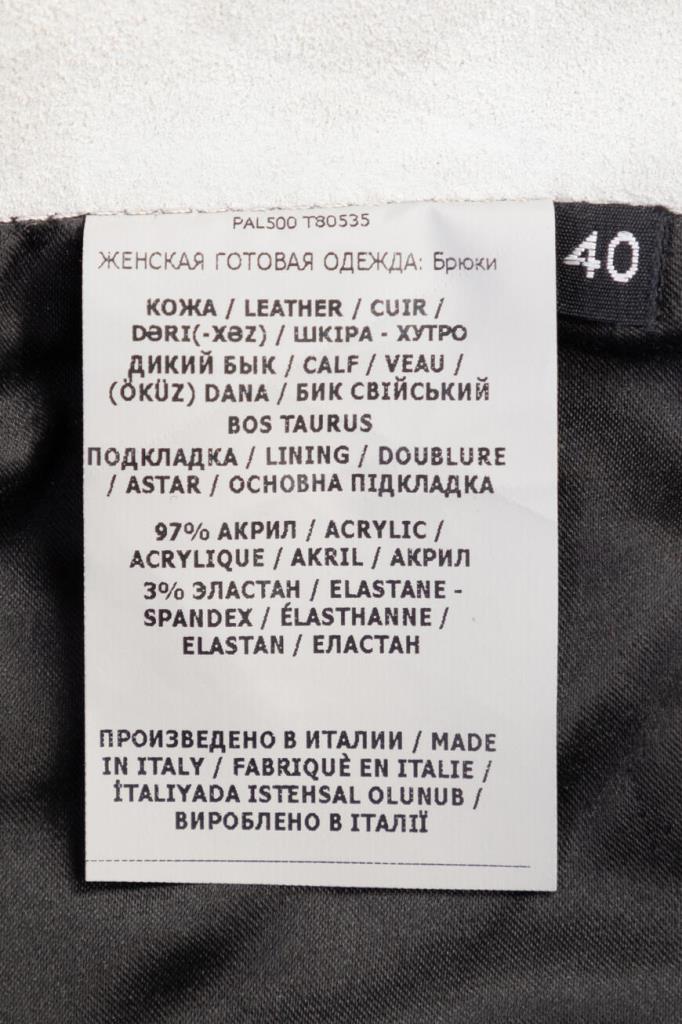 PAL500 T80535
ЖЕНСКАЯ ГОТОВАЯ ОДЕЖДА: Брюки
40
КОЖА / LEATHER / CUIR /
DƏRI(-XƏZ) / ШКІРА - ХУТРО
ДИКИЙ БЫК / CALF / VEAU /
(ÖKÜZ) DANA / БИК СВІЙСЬКИЙ
BOS TAURUS
ПОДКЛАДКА / LINING / DOUBLURE
/ ASTAR / ОСНОВНА ПІДКЛАДКА
97% АКРИЛ / ACRYLIC /
ACRYLIQUE / AKRIL / АКРИЛ
3% ЭЛАСТАН / ELASTANE -
SPANDEX / ÉLASTHANNE /
ELASTAN / ЕЛАСТАН
ПРОИЗВЕДЕНО В ИТАЛИИ / MADE
IN ITALY / FABRIQUÈ EN ITALIE /
İTALIYADA ISTEHSAL OLUNUB /
ВИРОБЛЕНО В ІТАЛІЇ